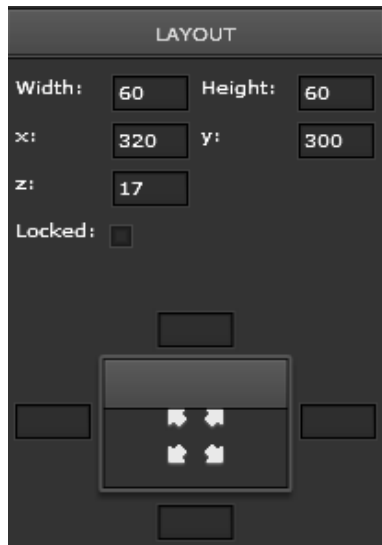 LAYOUT
Width: 60 Height: 60
x: 320 y: 300
z: 17
Locked: